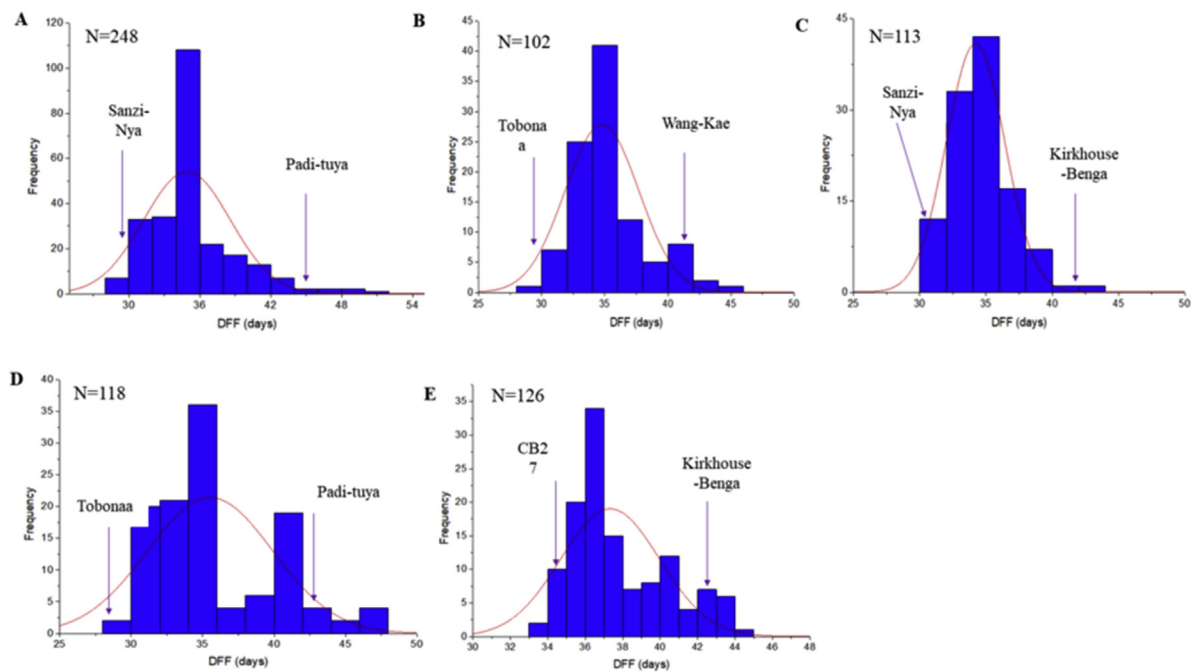 A
N=248
120
100
80
60
40
20
0
Frequency
Sanzi-
Nya
Padi-tuya
30
36
42
48
54
DFF (days)
B
N=102
45
40
35
30
25
20
15
10
5
0
Frequency
Tobona
a
Wang-Kae
25
30
35
40
45
50
DFF (days)
C
N=113
45
30
15
0
Frequency
Sanzi-
Nya
Kirkhouse
-Benga
25
30
35
40
45
50
DFF (days)
D
N=118
40
35
30
25
20
15
10
5
0
Frequency
Tobonaa
Padi-tuya
25
30
35
40
45
50
DFF (days)
E
N=126
35
30
25
20
15
10
5
0
Frequency
CB2
7
Kirkhouse
-Benga
30
32
34
36
38
40
42
44
46
48
DFF (days)